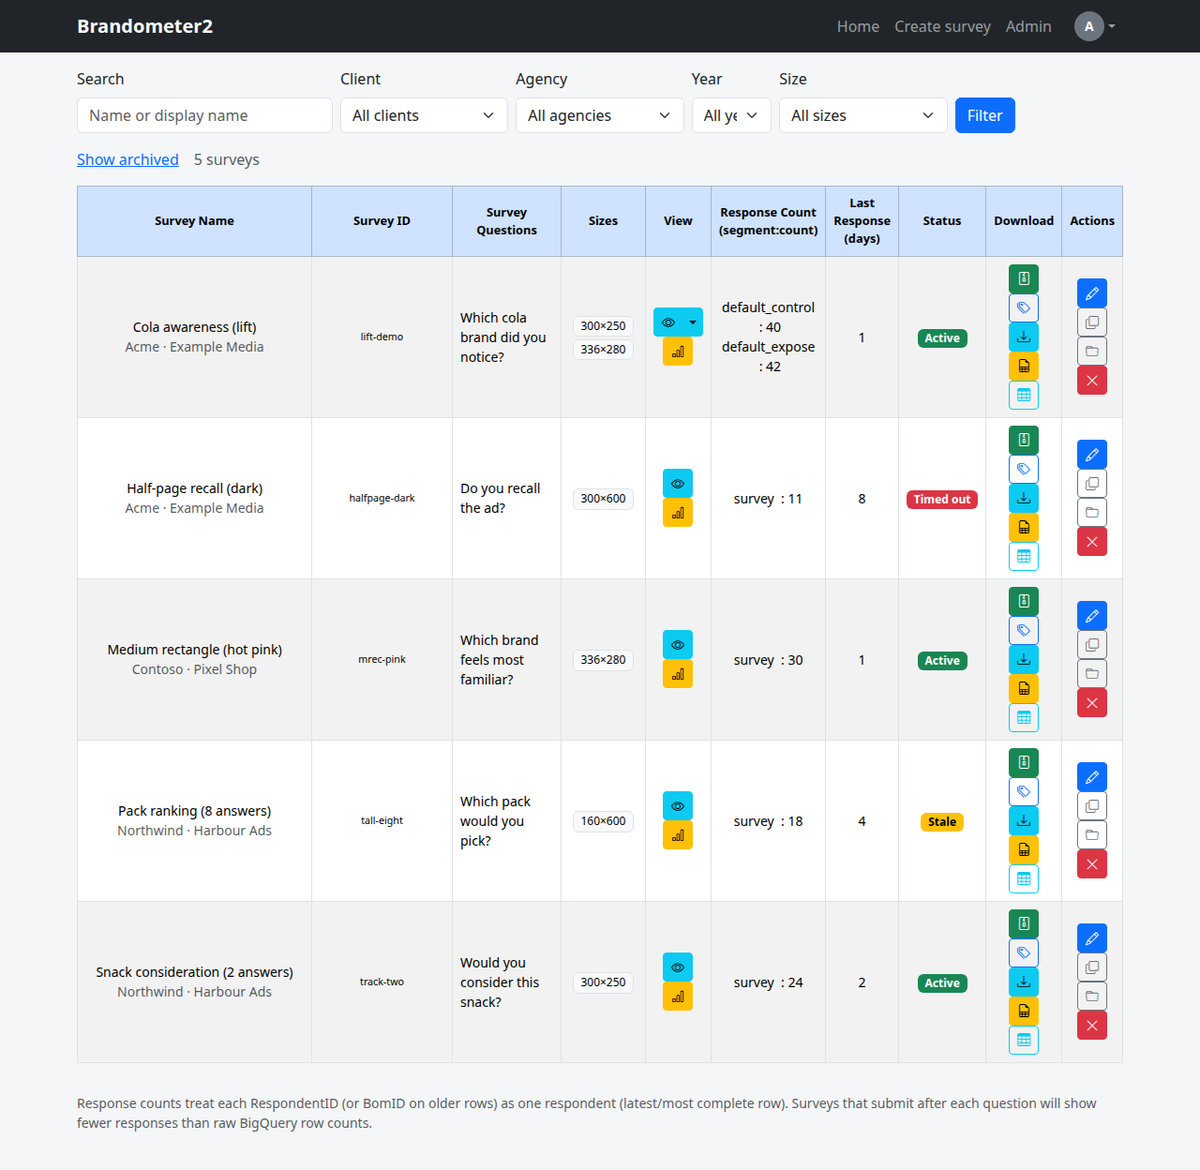 Brandometer2
Home Create survey Admin A
Search Client Agency Year Size
Name or display name All clients All agencies All ye All sizes Filter
Show archived 5 surveys
Survey Name Survey ID Survey Questions Sizes View Response Count (segment:count) Last Response (days) Status Download Actions
Cola awareness (lift)
Acme · Example Media
lift-demo
Which cola
brand did you
notice?
300×250
336×280
default_control
: 40
default_expose
: 42
1
Active
Half-page recall (dark)
Acme · Example Media
halfpage-dark
Do you recall
the ad?
300×600
survey : 11
8
Timed out
Medium rectangle (hot pink)
Contoso · Pixel Shop
mrec-pink
Which brand
feels most
familiar?
336×280
survey : 30
1
Active
Pack ranking (8 answers)
Northwind · Harbour Ads
tall-eight
Which pack
would you
pick?
160×600
survey : 18
4
Stale
Snack consideration (2 answers)
Northwind · Harbour Ads
track-two
Would you
consider this
snack?
300×250
survey : 24
2
Active
Response counts treat each RespondentID (or BomID on older rows) as one respondent (latest/most complete row). Surveys that submit after each question will show
fewer responses than raw BigQuery row counts.